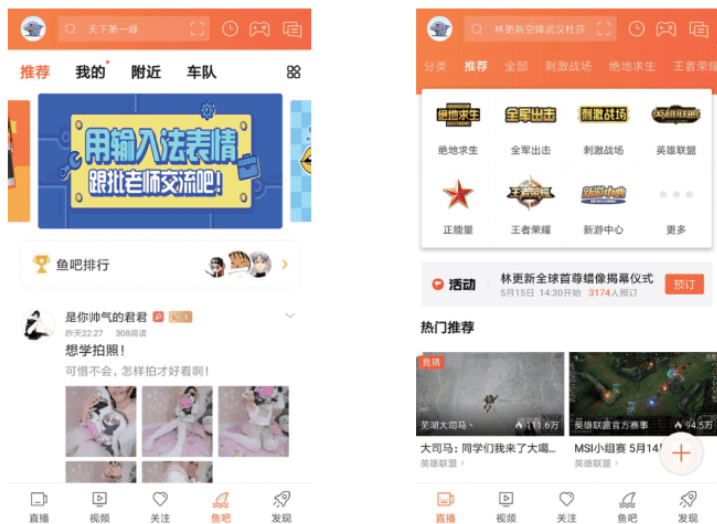 天下第一峰
推荐
我的
附近
车队
用输入法表情
跟批老师交流吧!
鱼吧排行
是你帅气的君君
昨天22:27 308阅读
想学拍照!
可惜不会,怎样拍才好看啊!
直播
视频
关注
鱼吧
发现
林更新空降武汉杜莎
分类
推荐
全部
刺激战场
绝地求生
王者荣耀
绝地求生
全军出击
刺激战场
英雄联盟
绝地求生
全军出击
刺激战场
英雄联盟
王者荣耀
新游中心
正能量
王者荣耀
新游中心
更多
活动
林更新全球首尊蜡像揭幕仪式
5月15日 14:30开始 3174人预订
预订
热门推荐
竞猜
芜湖大司马丶
111.6万
英雄联盟官方赛事
94.5万
大司马:同学们我来了大噶...
MSI小组赛 5月14
英雄联盟 >
英雄联盟 >
直播
视频
关注
鱼吧
发现